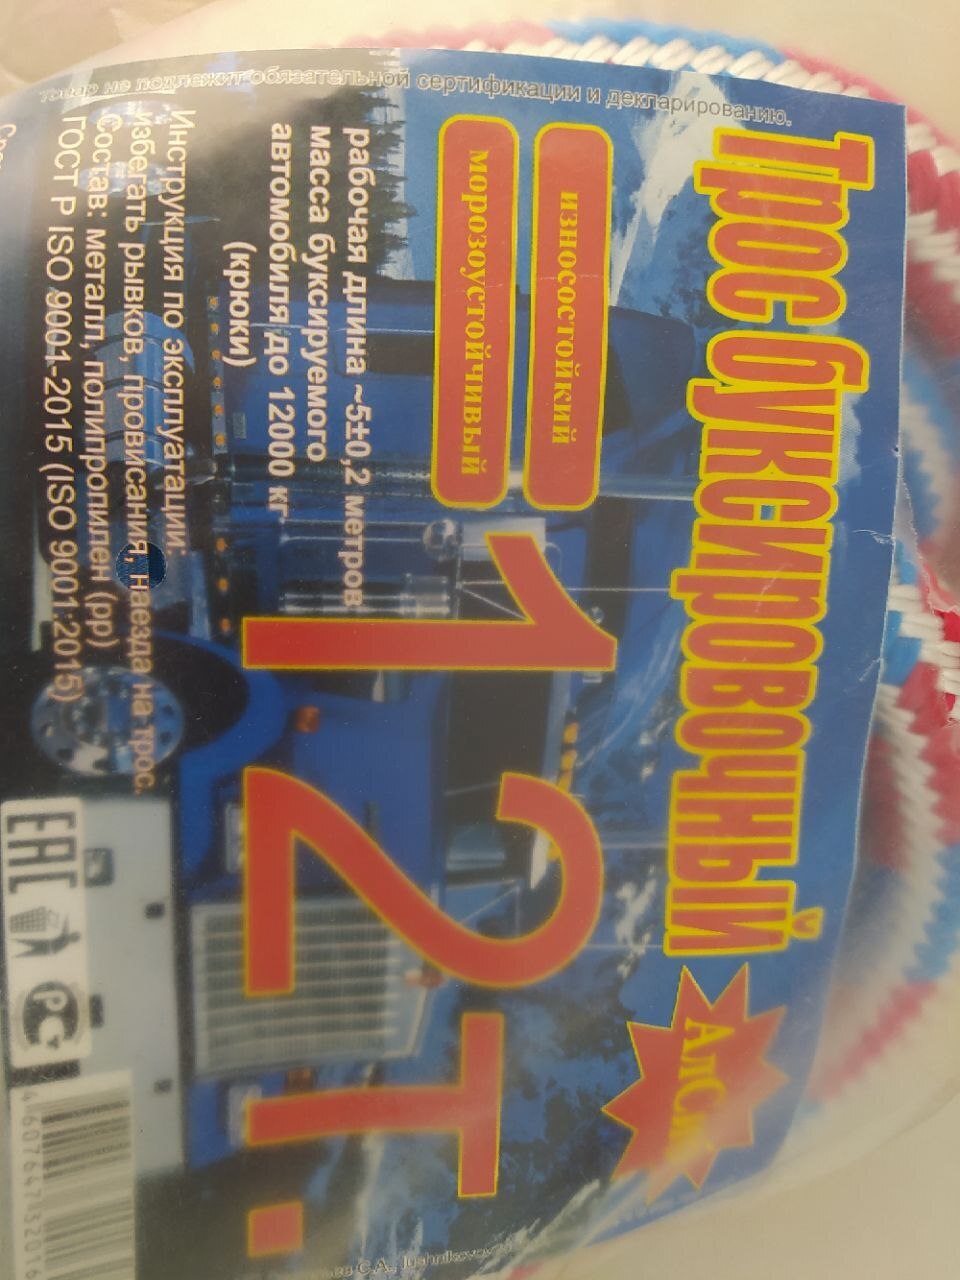 товар не подлежит обязательной сертификации и декларированию.
Трос буксировочный
износостойкий
морозоустойчивый
12т.
рабочая длина ~5±0,2 метров
масса буксируемого
автомобиля до 12000 кг.
(крюки)
Инструкция по эксплуатации:
избегать рывков, провисания, наезда на трос.
Состав: металл, полипропилен (pp)
ГОСТ Р ISO 9001-2015 (ISO 9001:2015)
EAC
РС